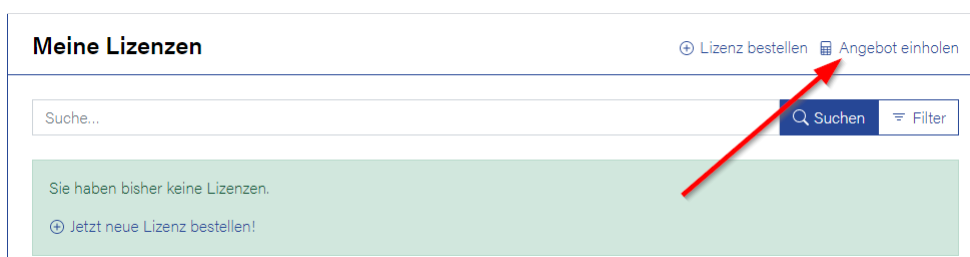 Meine Lizenzen
Lizenz bestellen Angebot einholen
Suche...
Suchen Filter
Sie haben bisher keine Lizenzen.
Jetzt neue Lizenz bestellen!